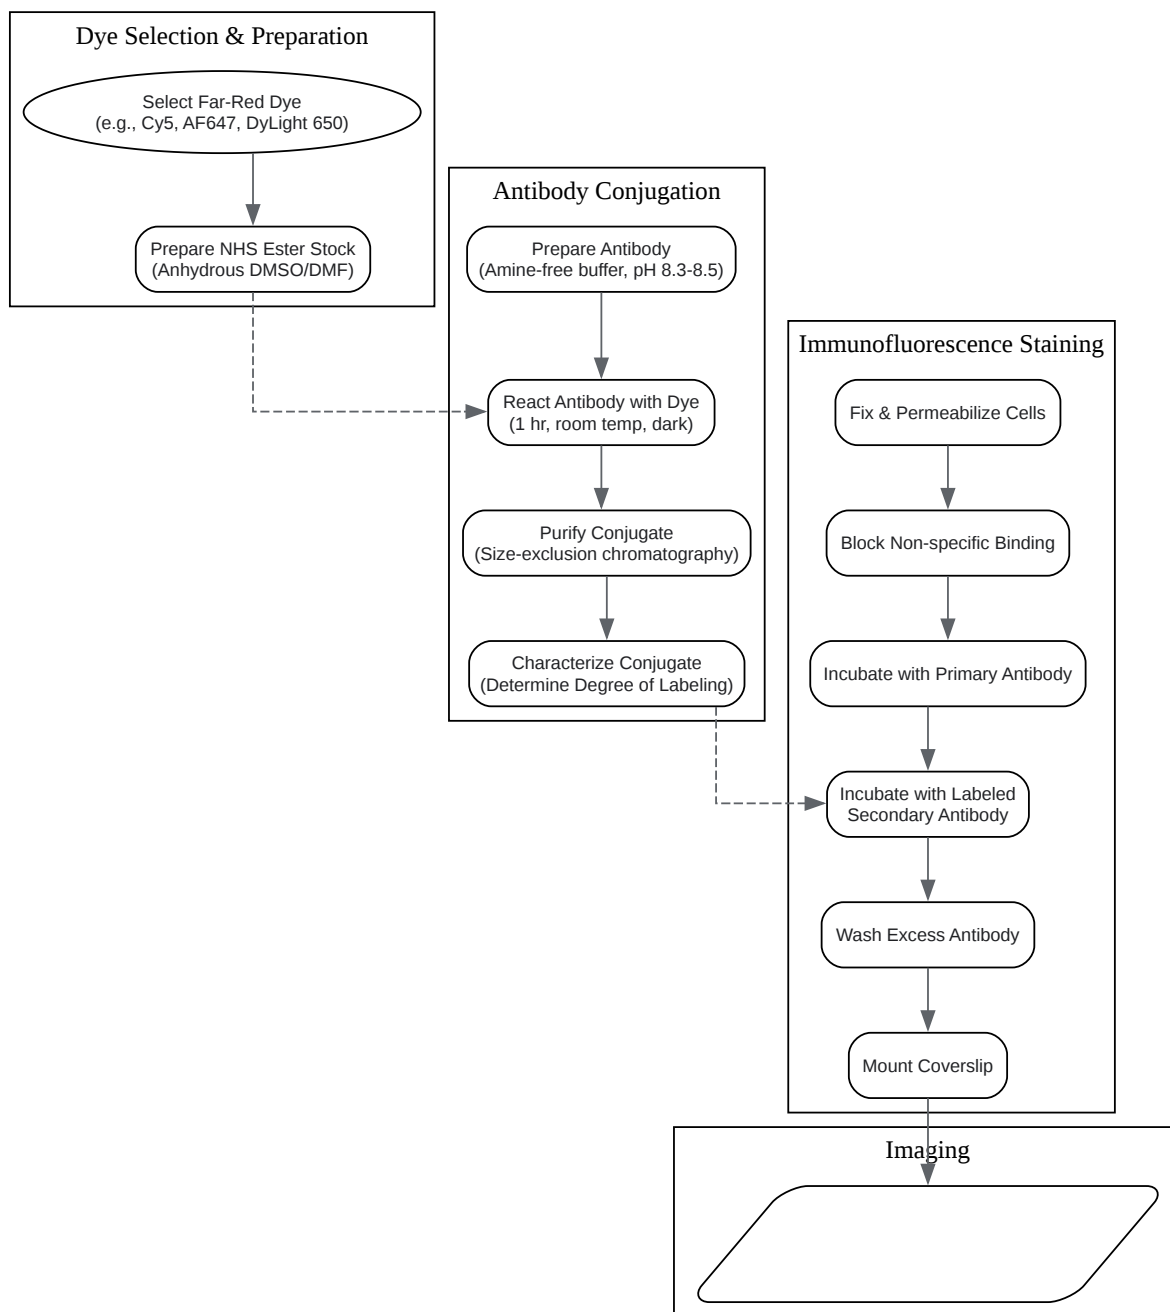 Dye Selection & Preparation
Select Far-Red Dye
(e.g., Cy5, AF647, DyLight 650)
Prepare NHS Ester Stock
(Anhydrous DMSO/DMF)
Antibody Conjugation
Prepare Antibody
(Amine-free buffer, pH 8.3-8.5)
React Antibody with Dye
(1 hr, room temp, dark)
Purify Conjugate
(Size-exclusion chromatography)
Characterize Conjugate
(Determine Degree of Labeling)
Immunofluorescence Staining
Fix & Permeabilize Cells
Block Non-specific Binding
Incubate with Primary Antibody
Incubate with Labeled
Secondary Antibody
Wash Excess Antibody
Mount Coverslip
Imaging